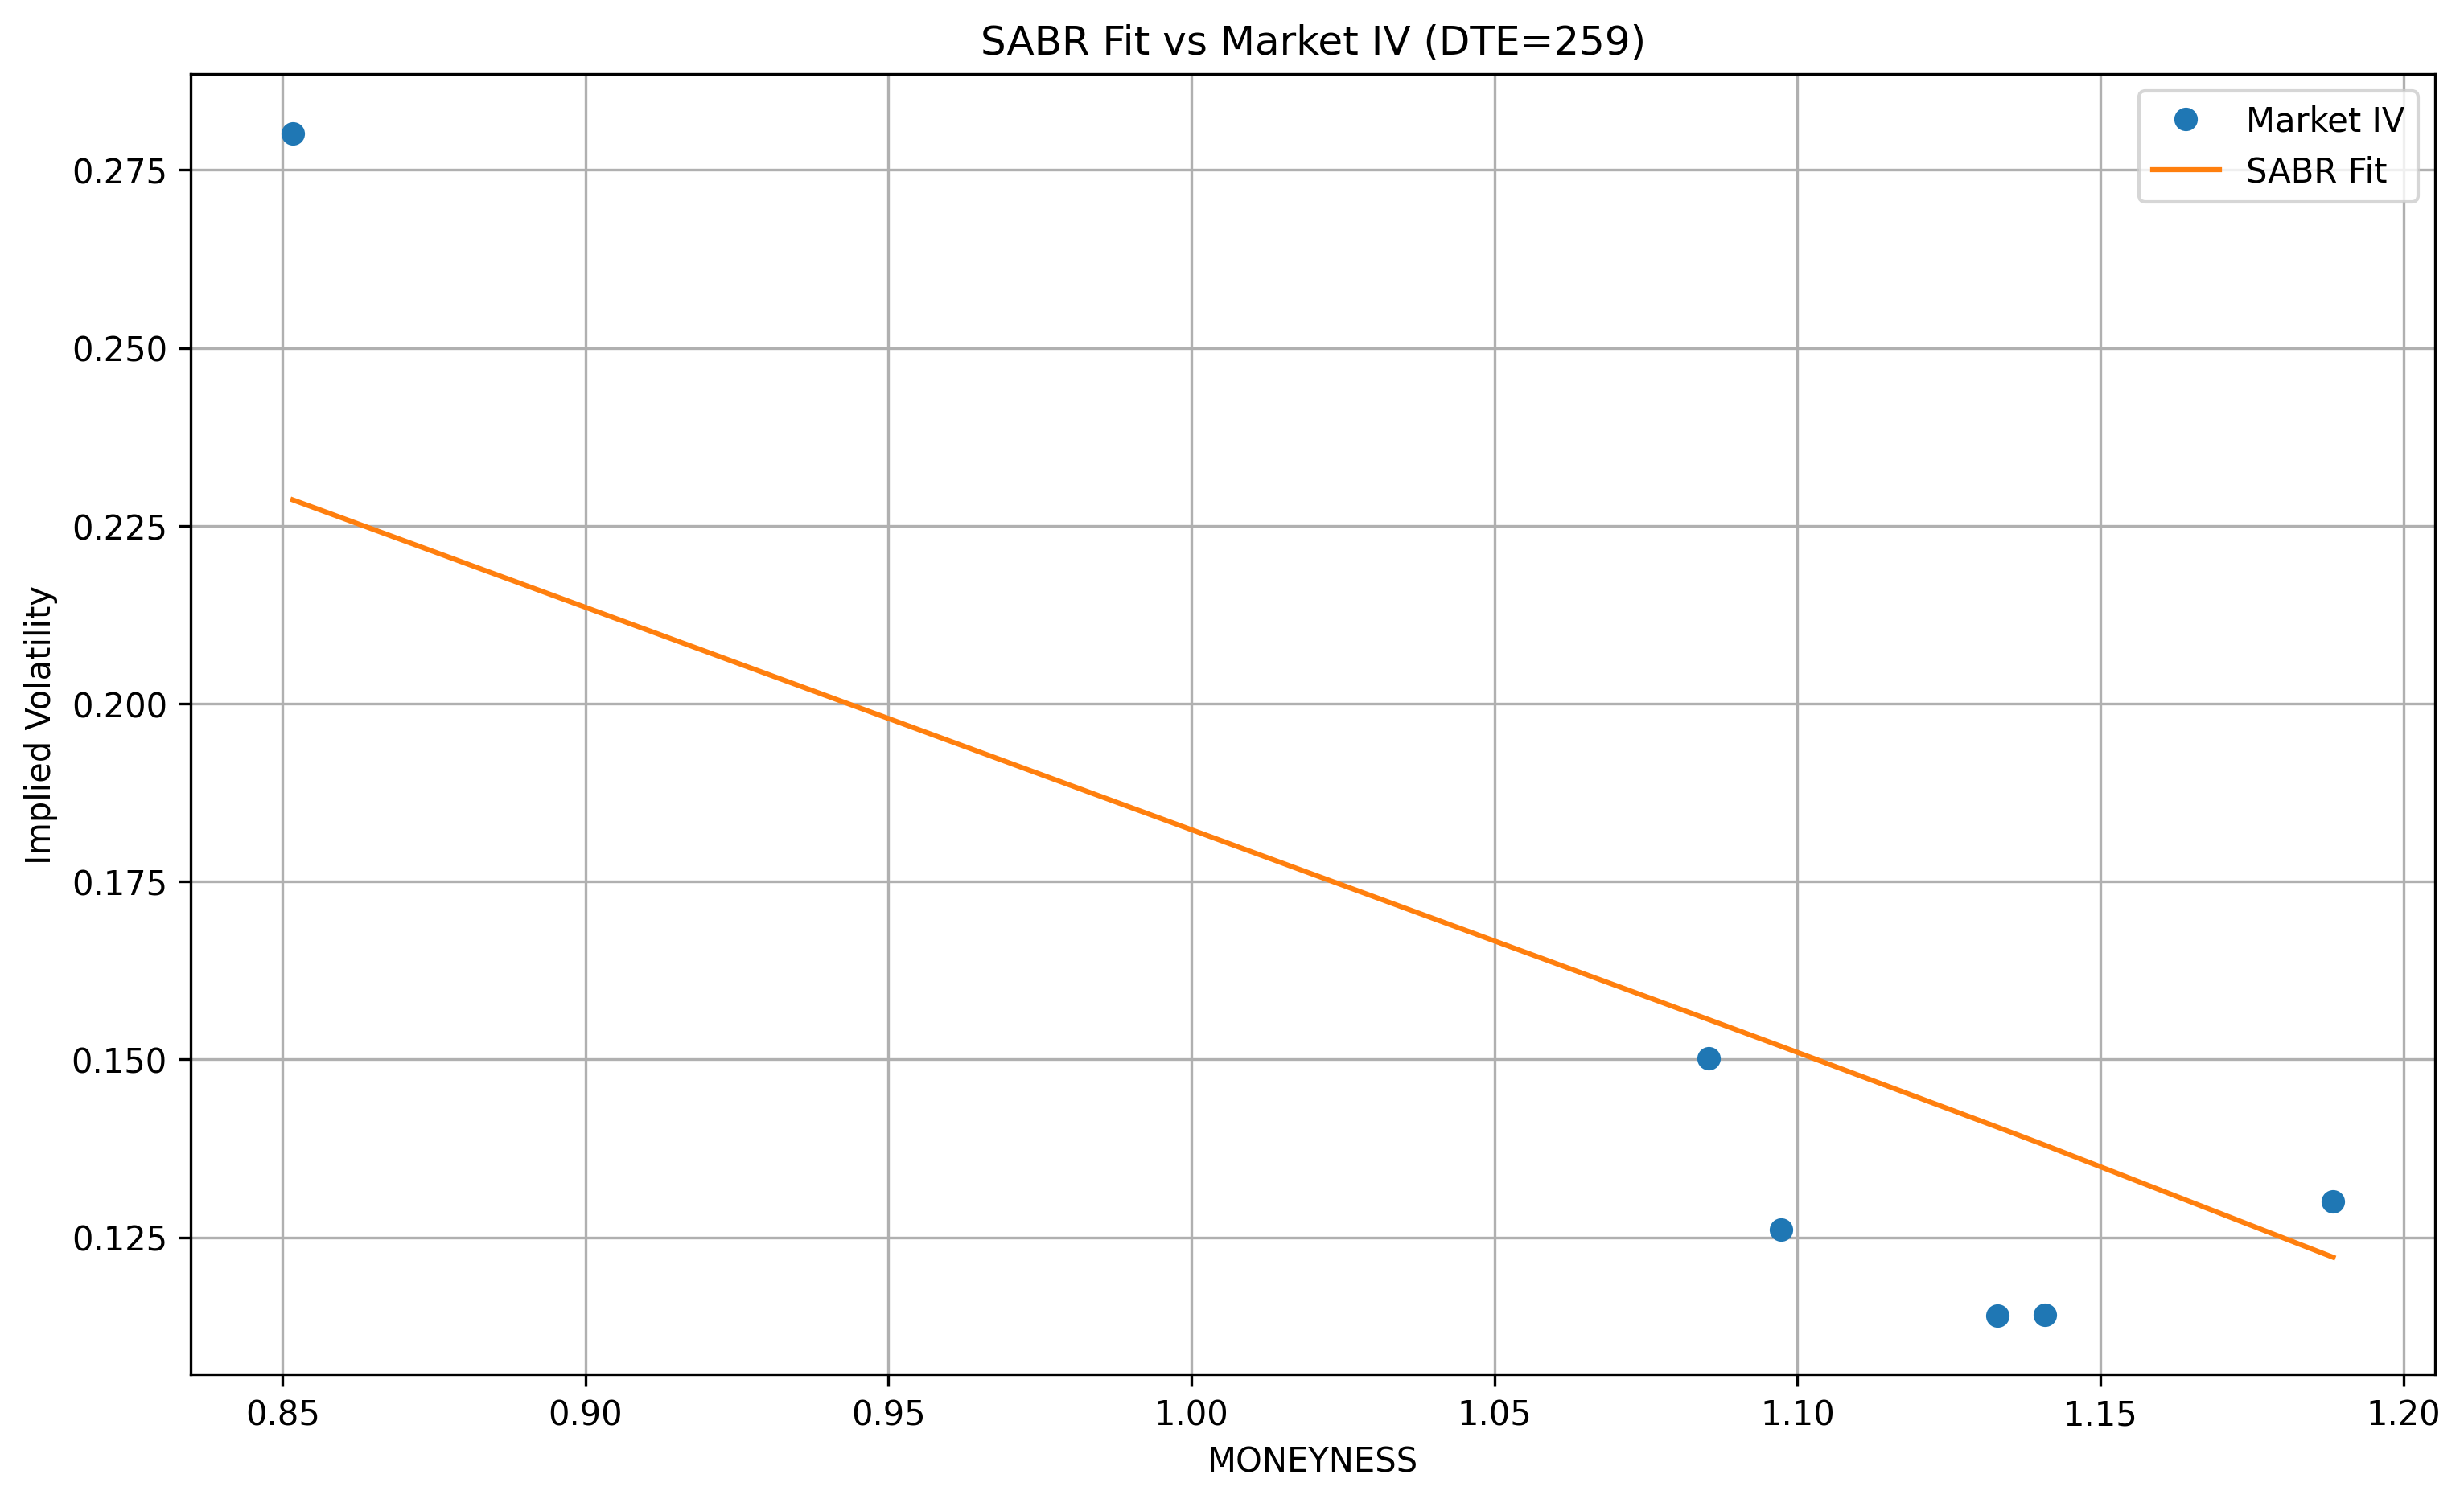 SABR Fit vs Market IV (DTE=259)
Market IV
SABR Fit
Implied Volatility
0.275
0.250
0.225
0.200
0.175
0.150
0.125
0.85 0.90 0.95 1.00 1.05 1.10 1.15 1.20
MONEYNESS